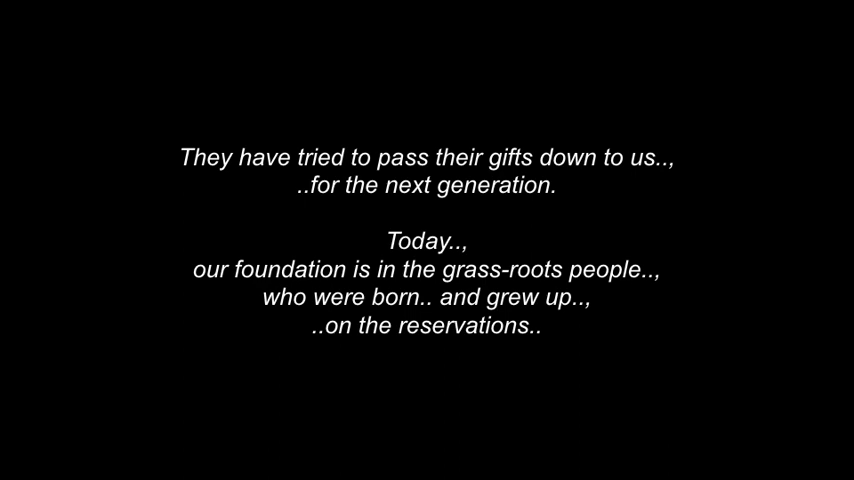 They have tried to pass their gifts down to us..,
..for the next generation.
Today..,
our foundation is in the grass-roots people..,
who were born.. and grew up..,
..on the reservations..